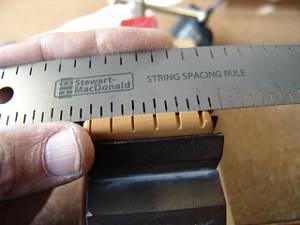 Stewart-
MacDonald
STRING SPACING RULE